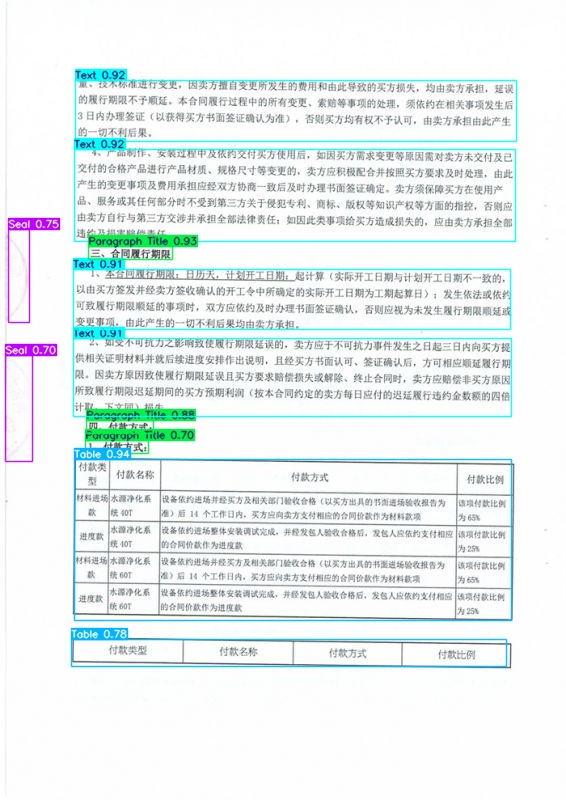 Text 0.92
量、技术标准进行变更，因卖方擅自变更所发生的费用和由此导致的买方损失，均由卖方承担，延误
的履行期限不予顺延。本合同履行过程中的所有变更、索赔等事项的处理，须依约在相关事项发生后
3 日内办理签证（以获得买方书面签证确认为准），否则买方均有权不予认可，由卖方承担由此产生
的一切不利后果。
Text 0.92
4、产品制作、安装过程中及依约交付买方使用后，如因买方需求变更等原因需对卖方未交付及已
交付的合格产品进行产品材质、规格尺寸等变更的，卖方应积极配合并按照买方要求及时处理，由此
产生的变更事项及费用承担应经双方协商一致后及时办理书面签证确定。卖方须保障买方在使用产
品、服务或其任何部分时不受到第三方关于侵犯专利、商标、版权等知识产权等方面的指控，否则应
由卖方自行与第三方交涉并承担全部法律责任；如因此类事项给买方造成损失的，应由卖方承担全部
违约及损害赔偿责任。
Seal 0.75
Paragraph Title 0.93
三、合同履行期限
Text 0.91
1、本合同履行期限：日历天，计划开工日期：起计算（实际开工日期与计划开工日期不一致的，
以由买方签发并经卖方签收确认的开工令中所确定的实际开工日期为工期起算日）；发生依法或依约
可致履行期限顺延的事项时，双方应依约及时办理书面签证确认，否则应视为未发生履行期限顺延或
变更事项，由此产生的一切不利后果均由卖方承担。
Text 0.91
2、如受不可抗力之影响致使履行期限延误的，卖方应于不可抗力事件发生之日起三日内向买方提
供相关证明材料并就后续进度安排作出说明，且经买方书面认可、签证确认后，方可相应顺延履行期
限。因卖方原因致使履行期限延误且买方要求赔偿损失或解除、终止合同时，卖方应赔偿非买方原因
所致履行期限迟延期间的买方预期利润（按本合同约定的卖方每日应付的迟延履行违约金数额的四倍
计取，下文同）损失。
Seal 0.70
Paragraph Title 0.88
四、付款方式：
Paragraph Title 0.70
1、付款方式：
Table 0.94
付款类型 付款名称 付款方式 付款比例
材料进场款 水源净化系统 40T 设备依约进场并经买方及相关部门验收合格（以买方出具的书面进场验收报告为准）后 14 个工作日内，买方应向卖方支付相应的合同价款作为材料款项 该项付款比例为 65%
进度款 水源净化系统 40T 设备依约进场整体安装调试完成，并经发包人验收合格后，发包人应依约支付相应的合同价款作为进度款 该项付款比例为 25%
材料进场款 水源净化系统 60T 设备依约进场并经买方及相关部门验收合格（以买方出具的书面进场验收报告为准）后 14 个工作日内，买方应向卖方支付相应的合同价款作为材料款项 该项付款比例为 65%
进度款 水源净化系统 60T 设备依约进场整体安装调试完成，并经发包人验收合格后，发包人应依约支付相应的合同价款作为进度款 该项付款比例为 25%
Table 0.78
付款类型 付款名称 付款方式 付款比例